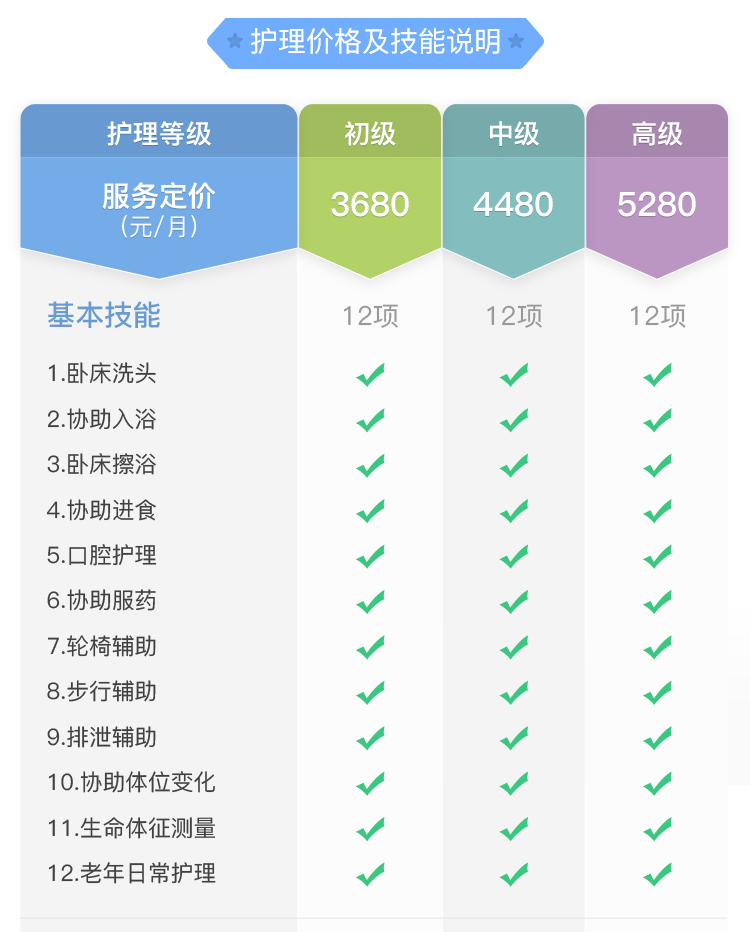 护理价格及技能说明
护理等级 初级 中级 高级
服务定价 3680 4480 5280
(元/月)
基本技能 12项 12项 12项
1.卧床洗头
2.协助入浴
3.卧床擦浴
4.协助进食
5.口腔护理
6.协助服药
7.轮椅辅助
8.步行辅助
9.排泄辅助
10.协助体位变化
11.生命体征测量
12.老年日常护理